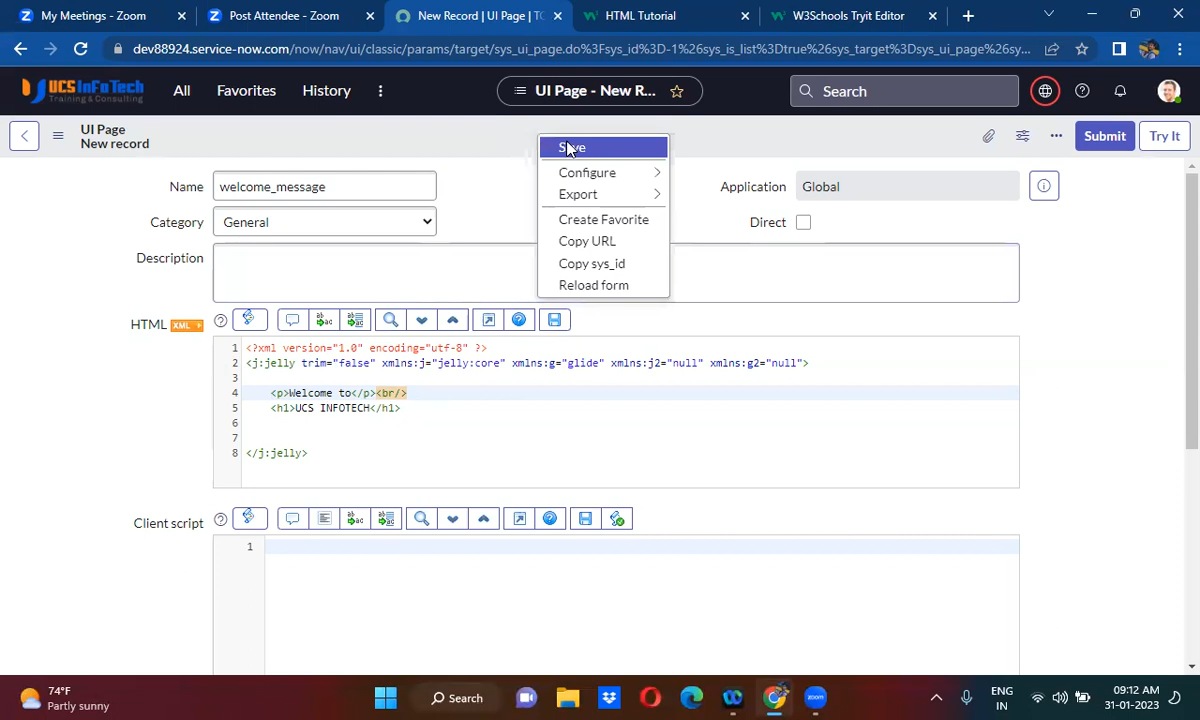 My Meetings - Zoom
Post Attendee - Zoom
New Record | UI Page | TO
HTML Tutorial
W3Schools Tryit Editor
dev88924.service-now.com/now/nav/ui/classic/params/target/sys_ui_page.do%3Fsys_id%3D-1%26sys_is_list%3Dtrue%26sys_target%3Dsys_ui_page%26sy...
UCS InFoTech
Training & Consulting
All
Favorites
History
UI Page - New R...
Search
UI Page
New record
Submit
Try It
Save
Configure
Export
Create Favorite
Copy URL
Copy sys_id
Reload form
Name
welcome_message
Application
Global
Category
General
Direct
Description
HTML
XML
1 <?xml version="1.0" encoding="utf-8" ?>
2 <j:jelly trim="false" xmlns:j="jelly:core" xmlns:g="glide" xmlns:j2="null" xmlns:g2="null">
3
4 <p>Welcome to</p><br/>
5 <h1>UCS INFOTECH</h1>
6
7
8 </j:jelly>
Client script
1
74°F
Partly sunny
Search
ENG
IN
09:12 AM
31-01-2023